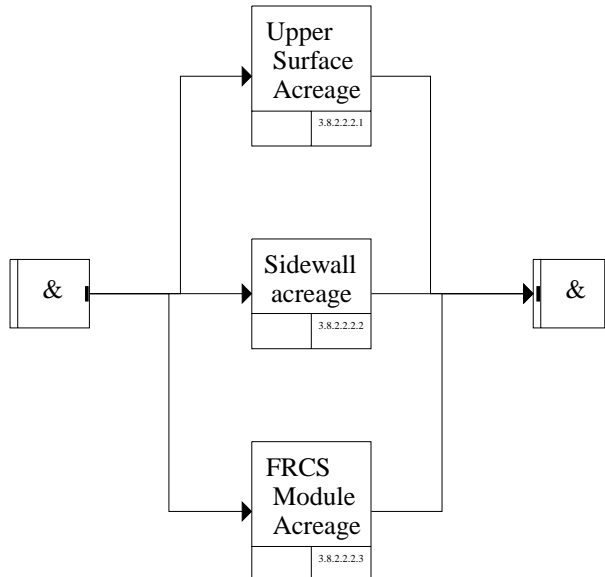 Upper
Surface
Acreage
3.8.2.2.2.1
&
Sidewall
acreage
3.8.2.2.2.2
&
FRCS
Module
Acreage
3.8.2.2.2.3